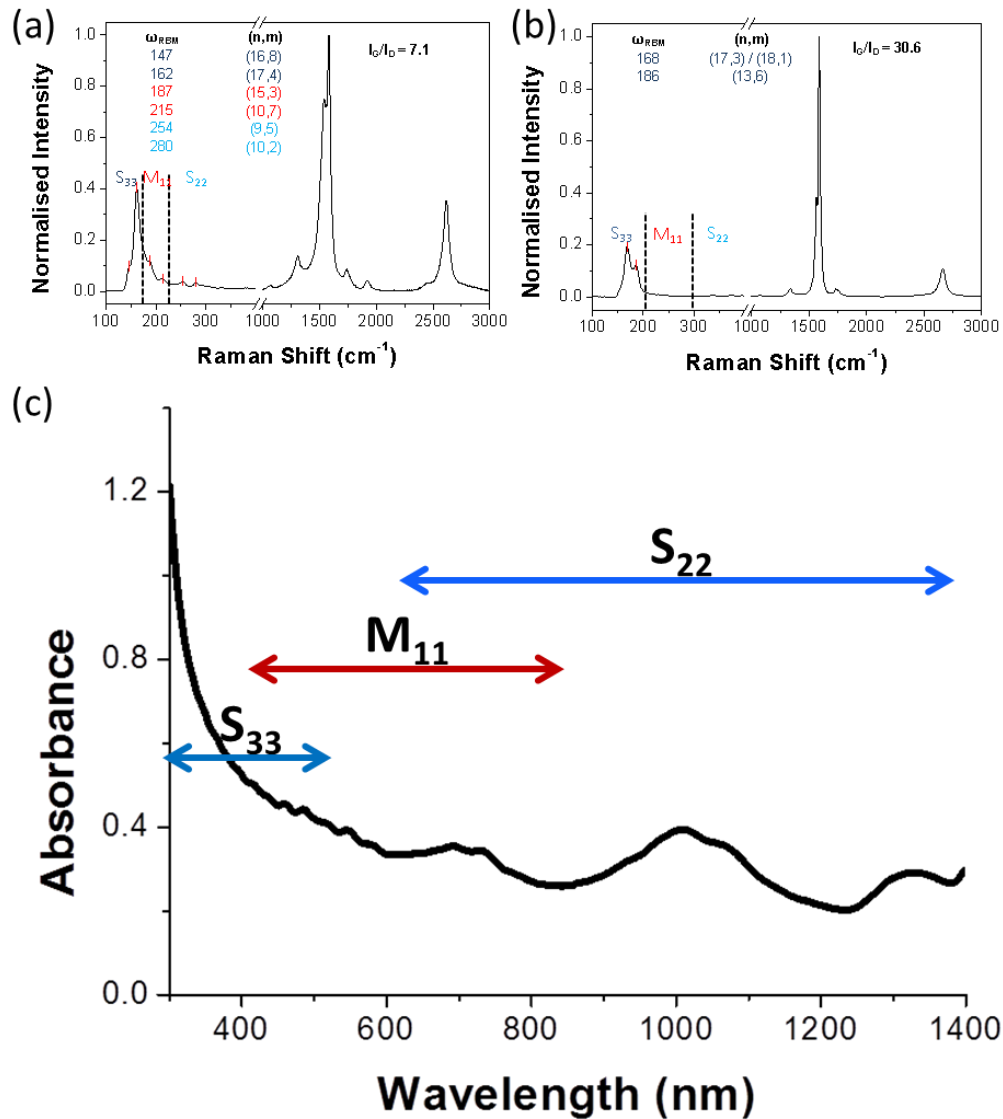 (a)
ω_RBM (n,m) I_G/I_D = 7.1
147 (16,8)
162 (17,4)
187 (15,3)
215 (10,7)
254 (9,5)
280 (10,2)
S₃₃ M₁₁ S₂₂
1.0
0.8
0.6
0.4
0.2
0.0
Normalised Intensity
100 200 300 1000 1500 2000 2500 3000
Raman Shift (cm⁻¹)
(b)
ω_RBM (n,m) I_G/I_D = 30.6
168 (17,3) / (18,1)
186 (13,6)
S₃₃ M₁₁ S₂₂
1.0
0.8
0.6
0.4
0.2
0.0
Normalised Intensity
100 200 300 400 1000 1500 2000 2500 3000
Raman Shift (cm⁻¹)
(c)
S₂₂
M₁₁
S₃₃
1.2
0.8
0.4
0.0
Absorbance
400 600 800 1000 1200 1400
Wavelength (nm)